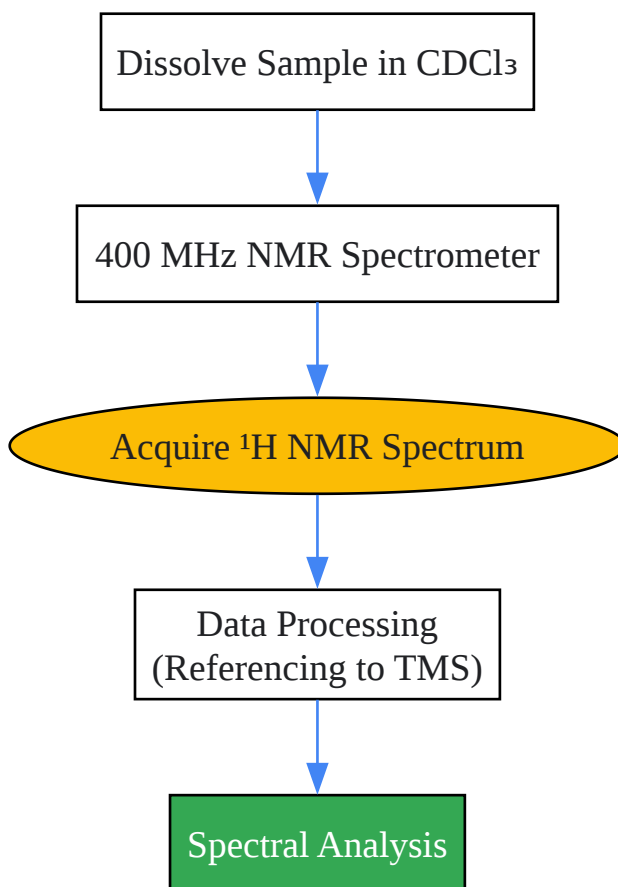 Dissolve Sample in CDCl₃
400 MHz NMR Spectrometer
Acquire ¹H NMR Spectrum
Data Processing
(Referencing to TMS)
Spectral Analysis